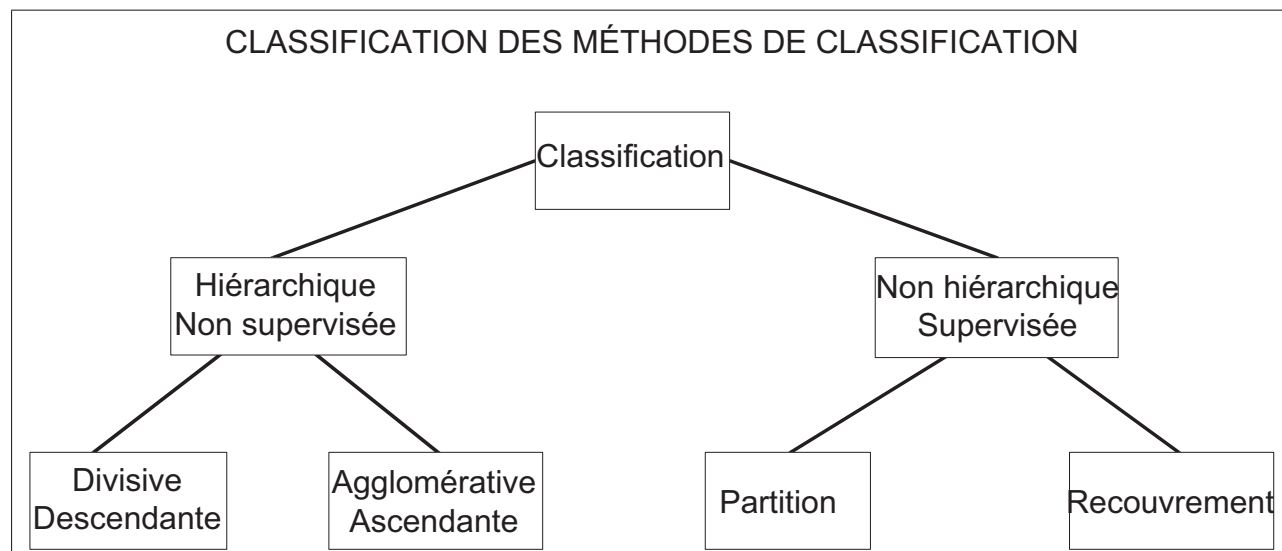 CLASSIFICATION DES MÉTHODES DE CLASSIFICATION
Classification
Hiérarchique
Non supervisée
Non hiérarchique
Supervisée
Divisive
Descendante
Agglomérative
Ascendante
Partition
Recouvrement